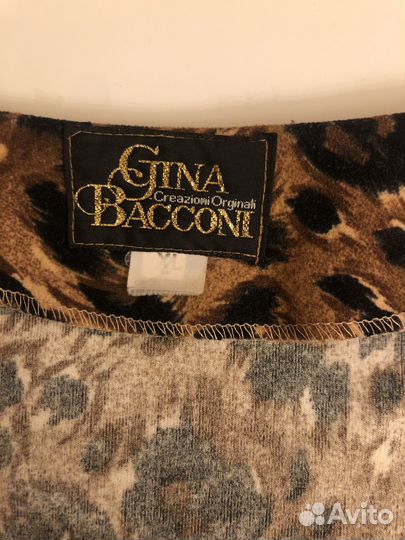 GINA
Creazioni Orginali
BACCONI
XL
Avito